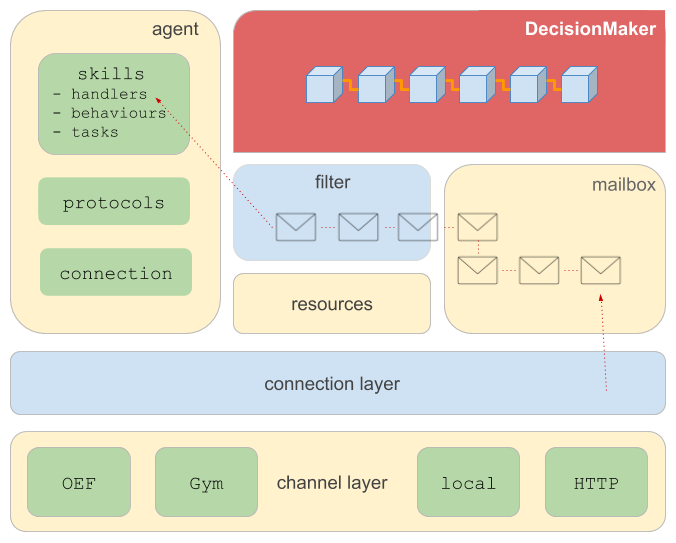 agent
skills
- handlers
- behaviours
- tasks
protocols
connection
DecisionMaker
filter
mailbox
resources
connection layer
OEF
Gym
channel layer
local
HTTP